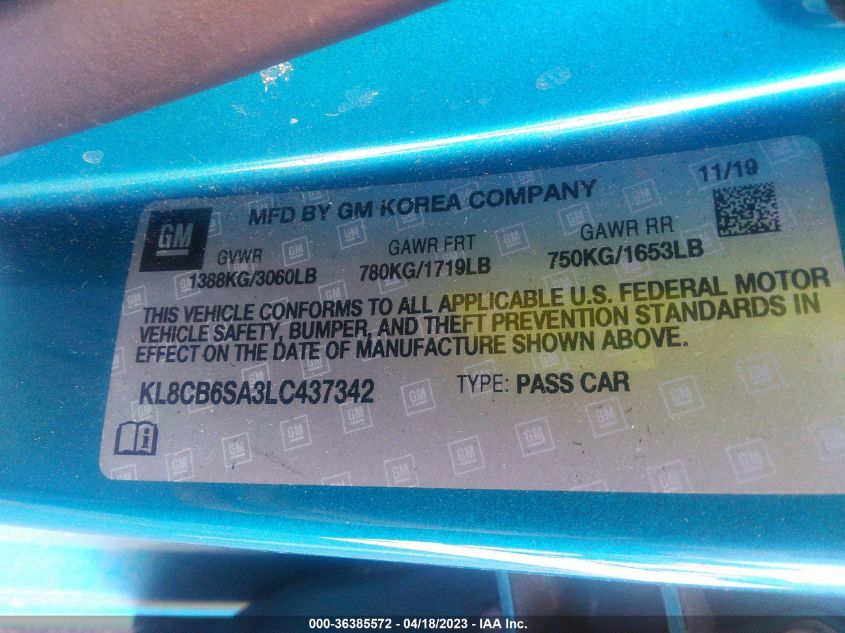 11/19
GM
MFD BY GM KOREA COMPANY
GVWR GAWR FRT GAWR RR
1388KG/3060LB 780KG/1719LB 750KG/1653LB
THIS VEHICLE CONFORMS TO ALL APPLICABLE U.S. FEDERAL MOTOR
VEHICLE SAFETY, BUMPER, AND THEFT PREVENTION STANDARDS IN
EFFECT ON THE DATE OF MANUFACTURE SHOWN ABOVE.
KL8CB6SA3LC437342 TYPE: PASS CAR
000-36385572 - 04/18/2023 - IAA Inc.